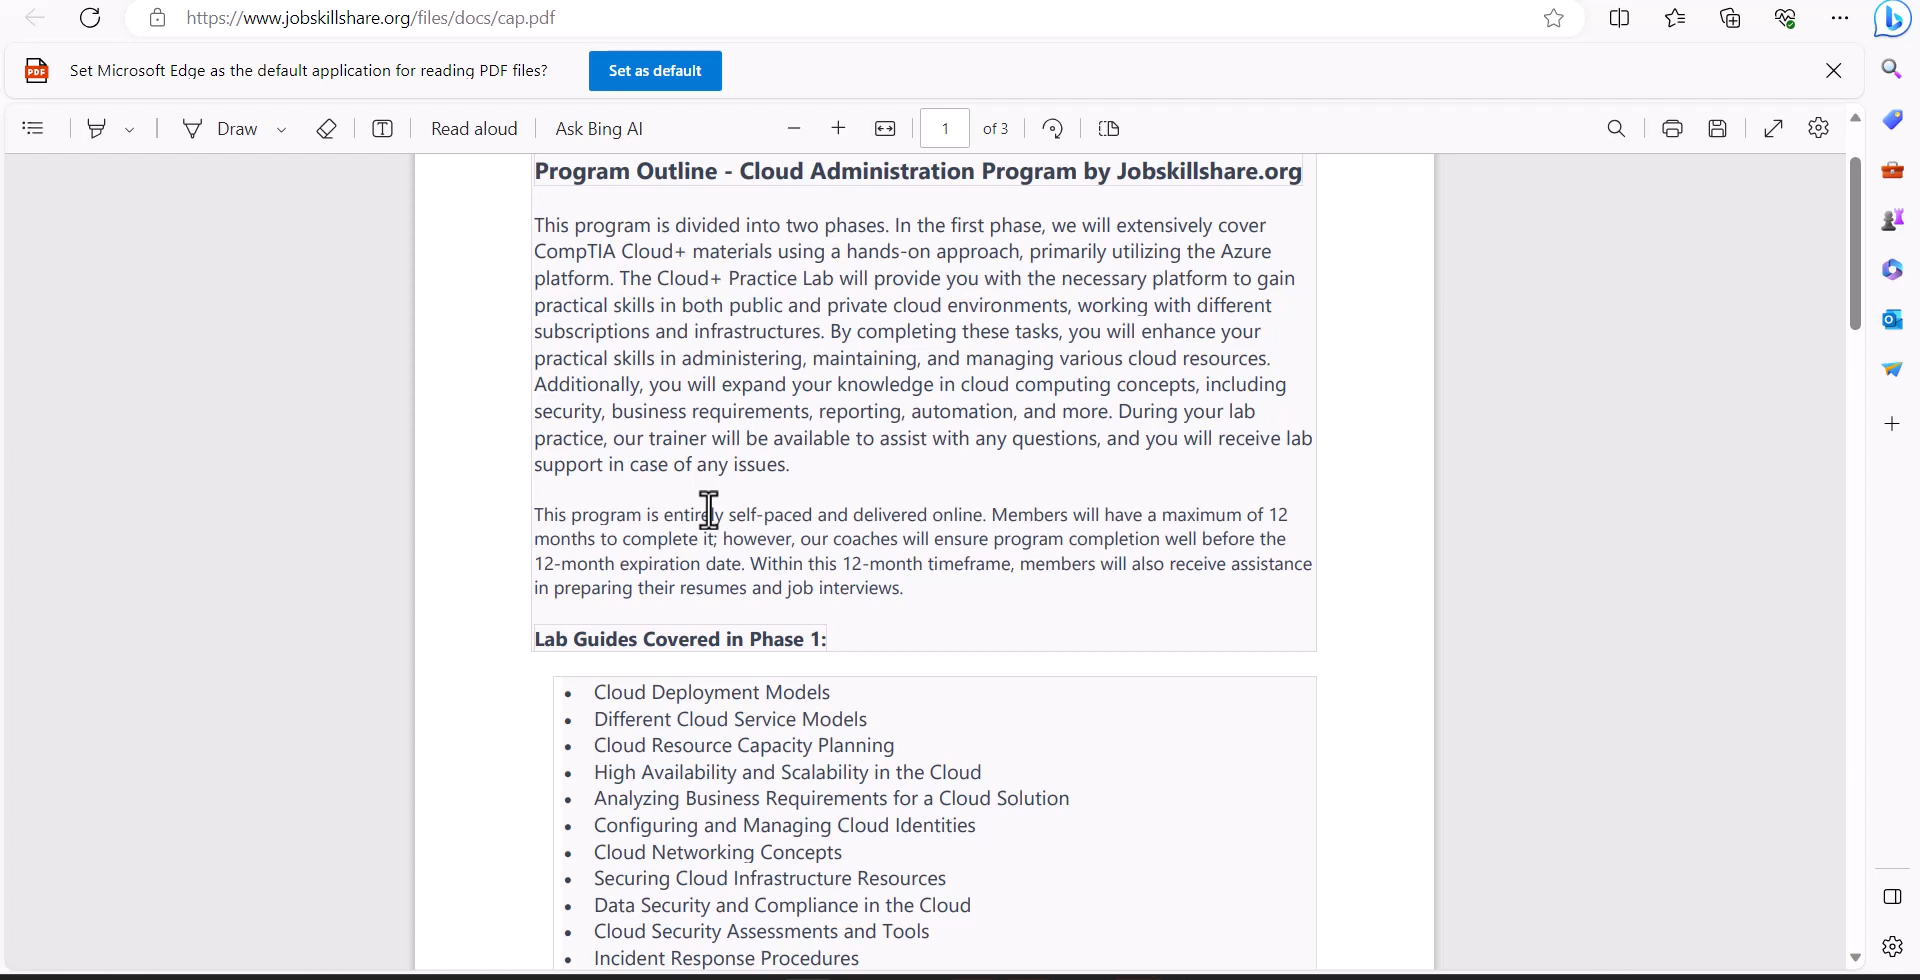 https://www.jobskillshare.org/files/docs/cap.pdf
PDF
Set Microsoft Edge as the default application for reading PDF files?
Set as default
Draw
Read aloud
Ask Bing AI
1
of 3
Program Outline - Cloud Administration Program by Jobskillshare.org
This program is divided into two phases. In the first phase, we will extensively cover
CompTIA Cloud+ materials using a hands-on approach, primarily utilizing the Azure
platform. The Cloud+ Practice Lab will provide you with the necessary platform to gain
practical skills in both public and private cloud environments, working with different
subscriptions and infrastructures. By completing these tasks, you will enhance your
practical skills in administering, maintaining, and managing various cloud resources.
Additionally, you will expand your knowledge in cloud computing concepts, including
security, business requirements, reporting, automation, and more. During your lab
practice, our trainer will be available to assist with any questions, and you will receive lab
support in case of any issues.
This program is entirely self-paced and delivered online. Members will have a maximum of 12
months to complete it; however, our coaches will ensure program completion well before the
12-month expiration date. Within this 12-month timeframe, members will also receive assistance
in preparing their resumes and job interviews.
Lab Guides Covered in Phase 1:
• Cloud Deployment Models
• Different Cloud Service Models
• Cloud Resource Capacity Planning
• High Availability and Scalability in the Cloud
• Analyzing Business Requirements for a Cloud Solution
• Configuring and Managing Cloud Identities
• Cloud Networking Concepts
• Securing Cloud Infrastructure Resources
• Data Security and Compliance in the Cloud
• Cloud Security Assessments and Tools
• Incident Response Procedures